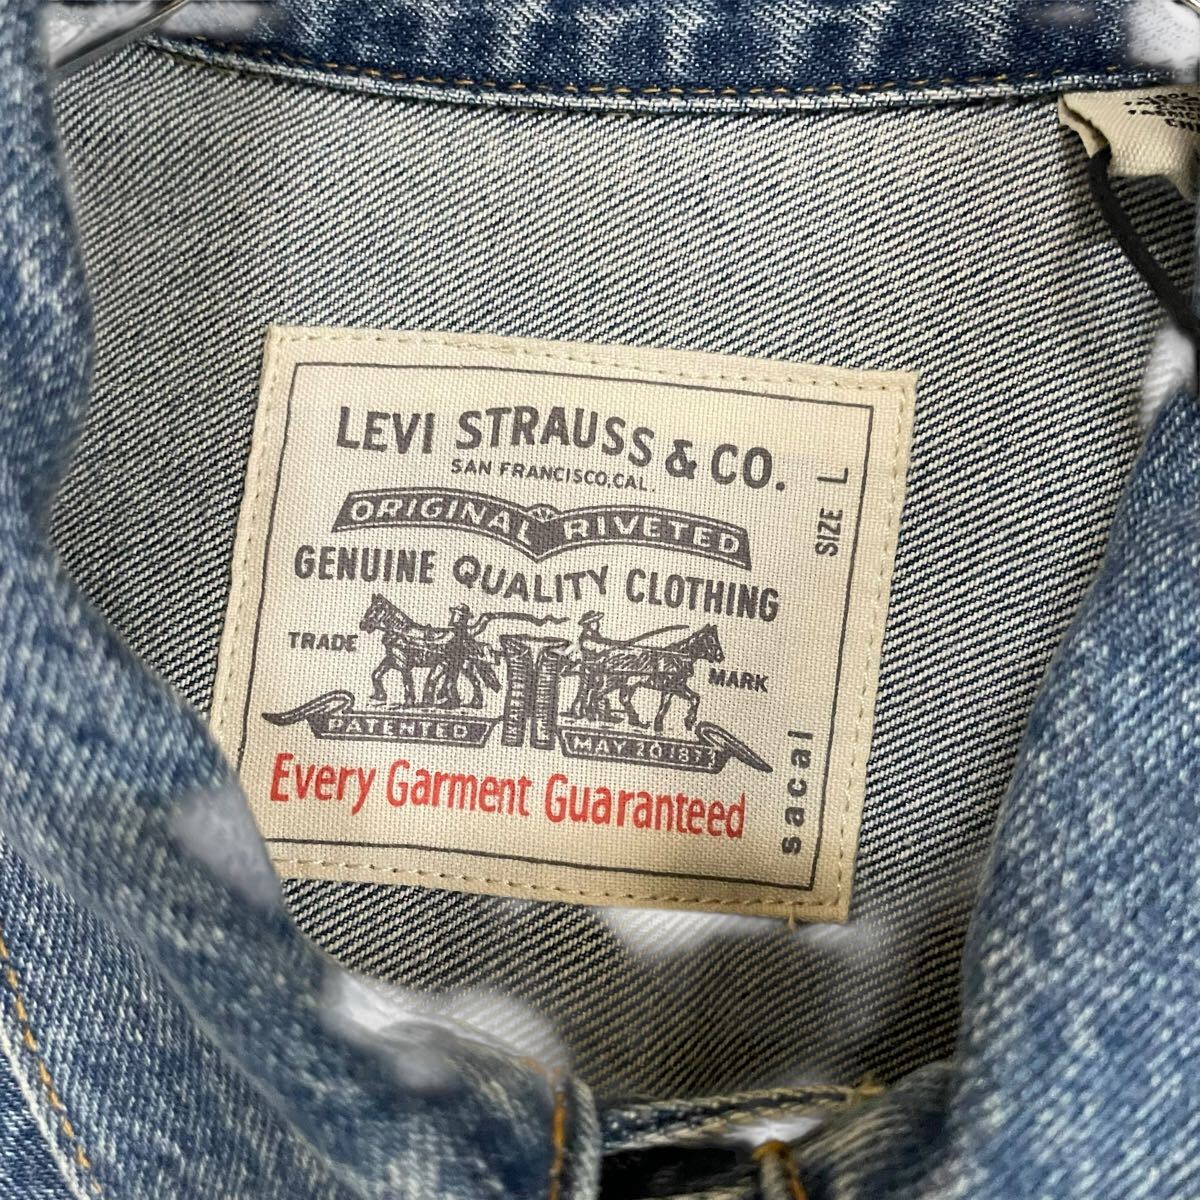 LEVI STRAUSS & CO.
SAN FRANCISCO, CAL.
ORIGINAL RIVETED
GENUINE QUALITY CLOTHING
TRADE MARK
PATENTED MAY 20 1873
Every Garment Guaranteed
SIZE L
sacai